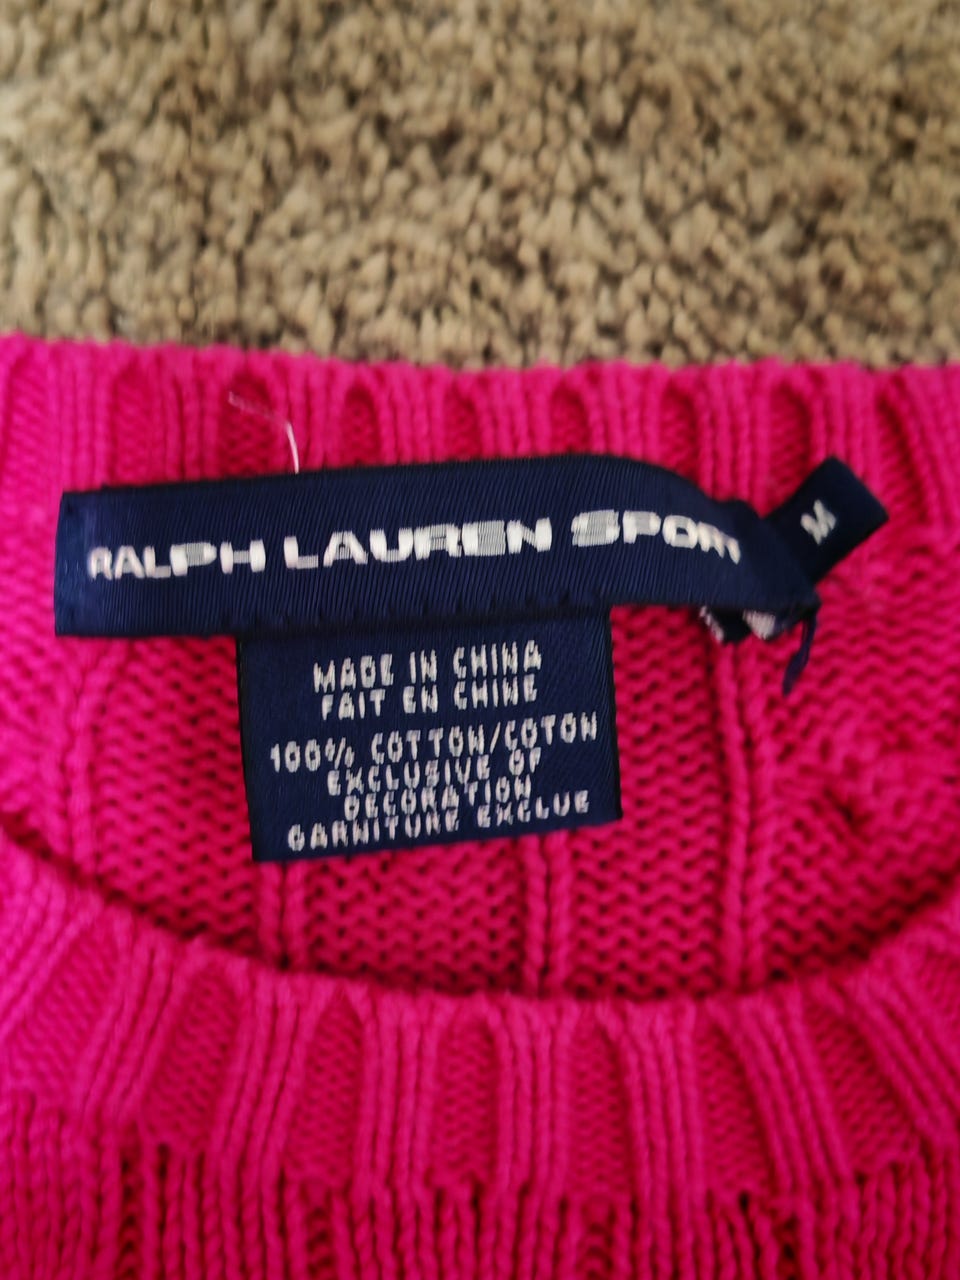 RALPH LAUREN SPORT
M
MADE IN CHINA
FAIT EN CHINE
100% COTTON/COTON
EXCLUSIVE OF
DECORATION
GARNITURE EXCLUE